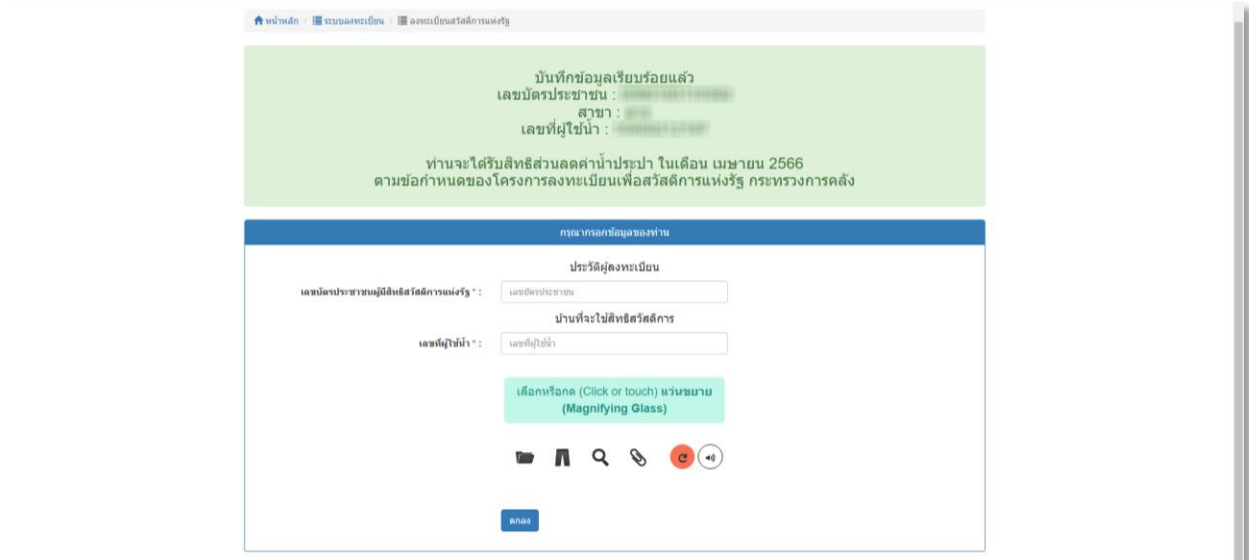 หน้าหลัก / ระบบลงทะเบียน / ลงทะเบียนสวัสดิการแห่งรัฐ
บันทึกข้อมูลเรียบร้อยแล้ว
เลขบัตรประชาชน :
สาขา :
เลขที่ผู้ใช้น้ำ :
ท่านจะได้รับสิทธิส่วนลดค่าน้ำประปา ในเดือน เมษายน 2566
ตามข้อกำหนดของโครงการลงทะเบียนเพื่อสวัสดิการแห่งรัฐ กระทรวงการคลัง
กรุณากรอกข้อมูลของท่าน
ประวัติผู้ลงทะเบียน
เลขบัตรประชาชนผู้มีสิทธิสวัสดิการแห่งรัฐ * : เลขบัตรประชาชน
บ้านที่จะใช้สิทธิสวัสดิการ
เลขที่ผู้ใช้น้ำ * : เลขที่ผู้ใช้น้ำ
เลือกหรือกด (Click or touch) แว่นขยาย
(Magnifying Glass)
ตกลง